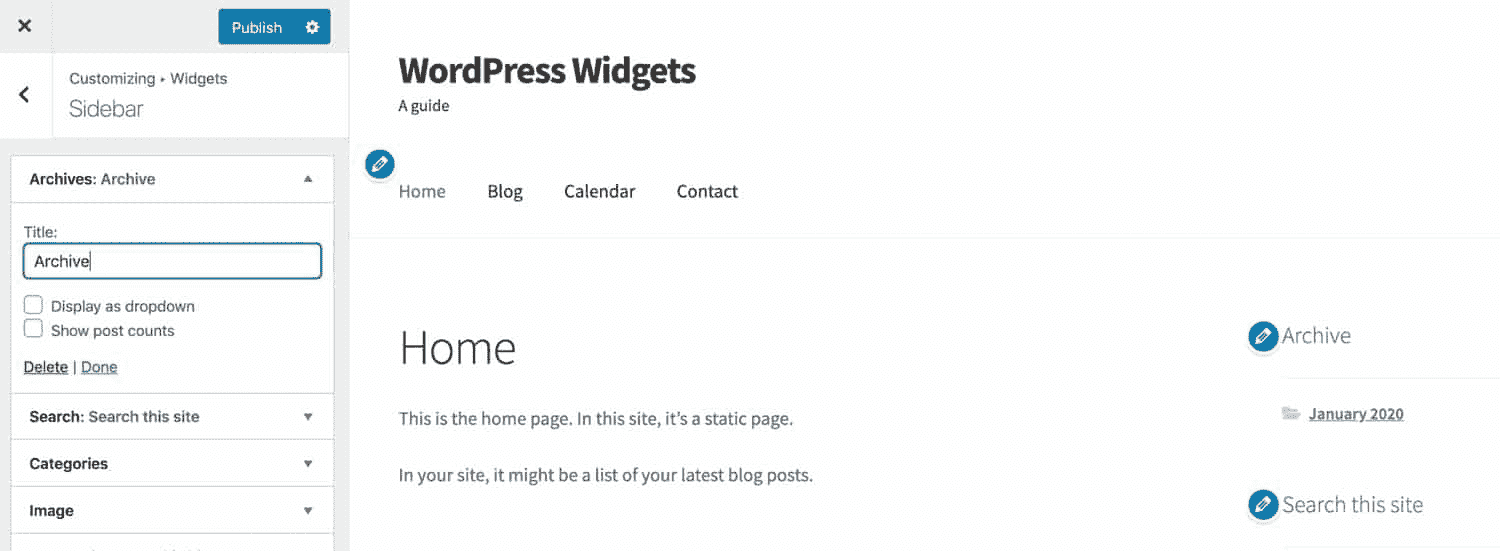 Publish
Customizing ▸ Widgets
Sidebar
Archives: Archive
Title:
Archive
Display as dropdown
Show post counts
Delete | Done
Search: Search this site
Categories
Image
WordPress Widgets
A guide
Home Blog Calendar Contact
Home
This is the home page. In this site, it's a static page.
In your site, it might be a list of your latest blog posts.
Archive
January 2020
Search this site